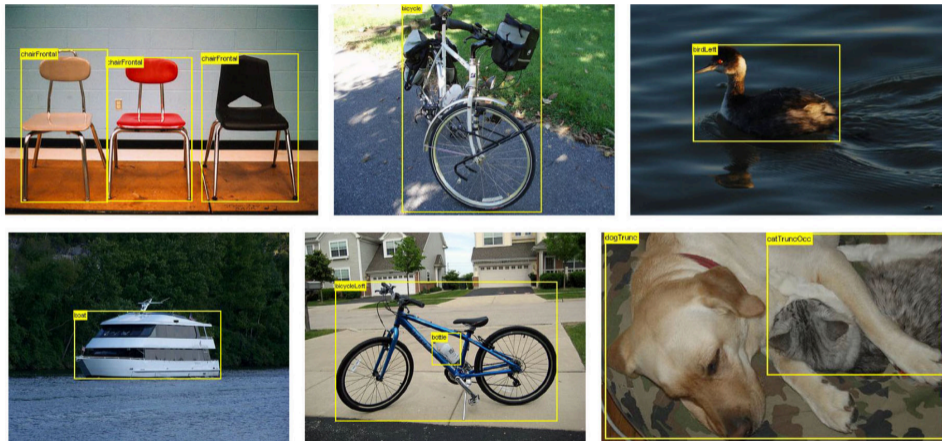 chairFrontal
chairFrontal
chairFrontal
bicycle
birdLeft
boat
bicycleLeft
bottle
dogTrunc
catTruncOcc